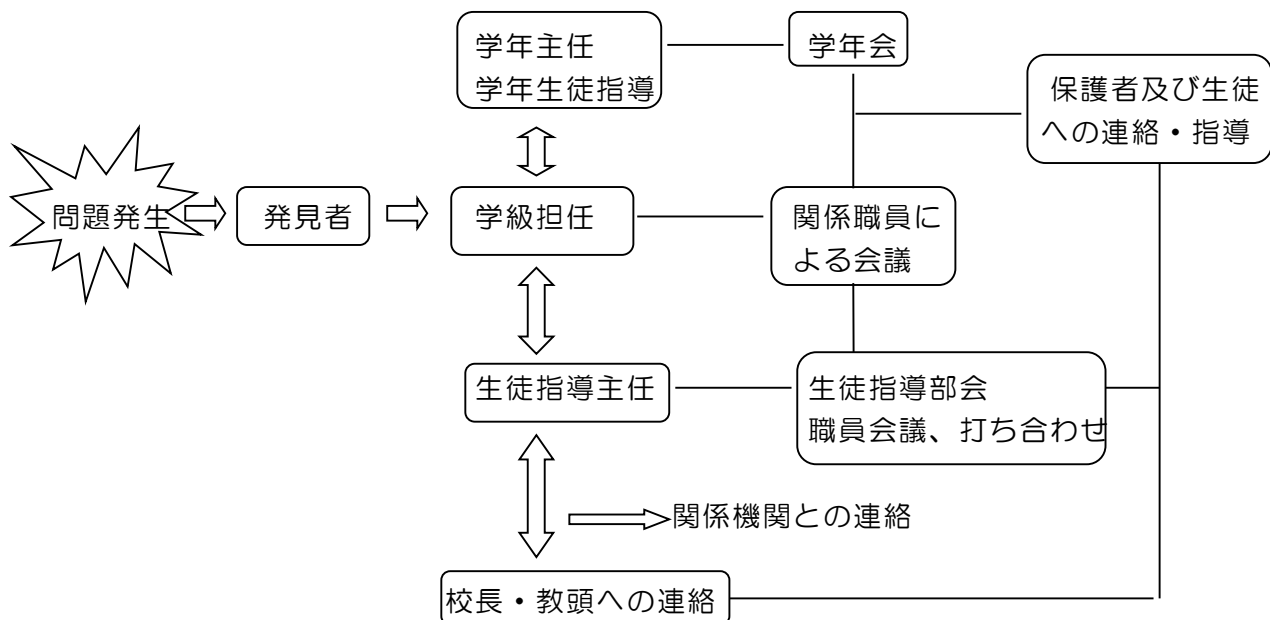 学年主任
学年生徒指導
学年会
保護者及び生徒
への連絡・指導
問題発生
発見者
学級担任
関係職員に
よる会議
生徒指導主任
生徒指導部会
職員会議、打ち合わせ
関係機関との連絡
校長・教頭への連絡